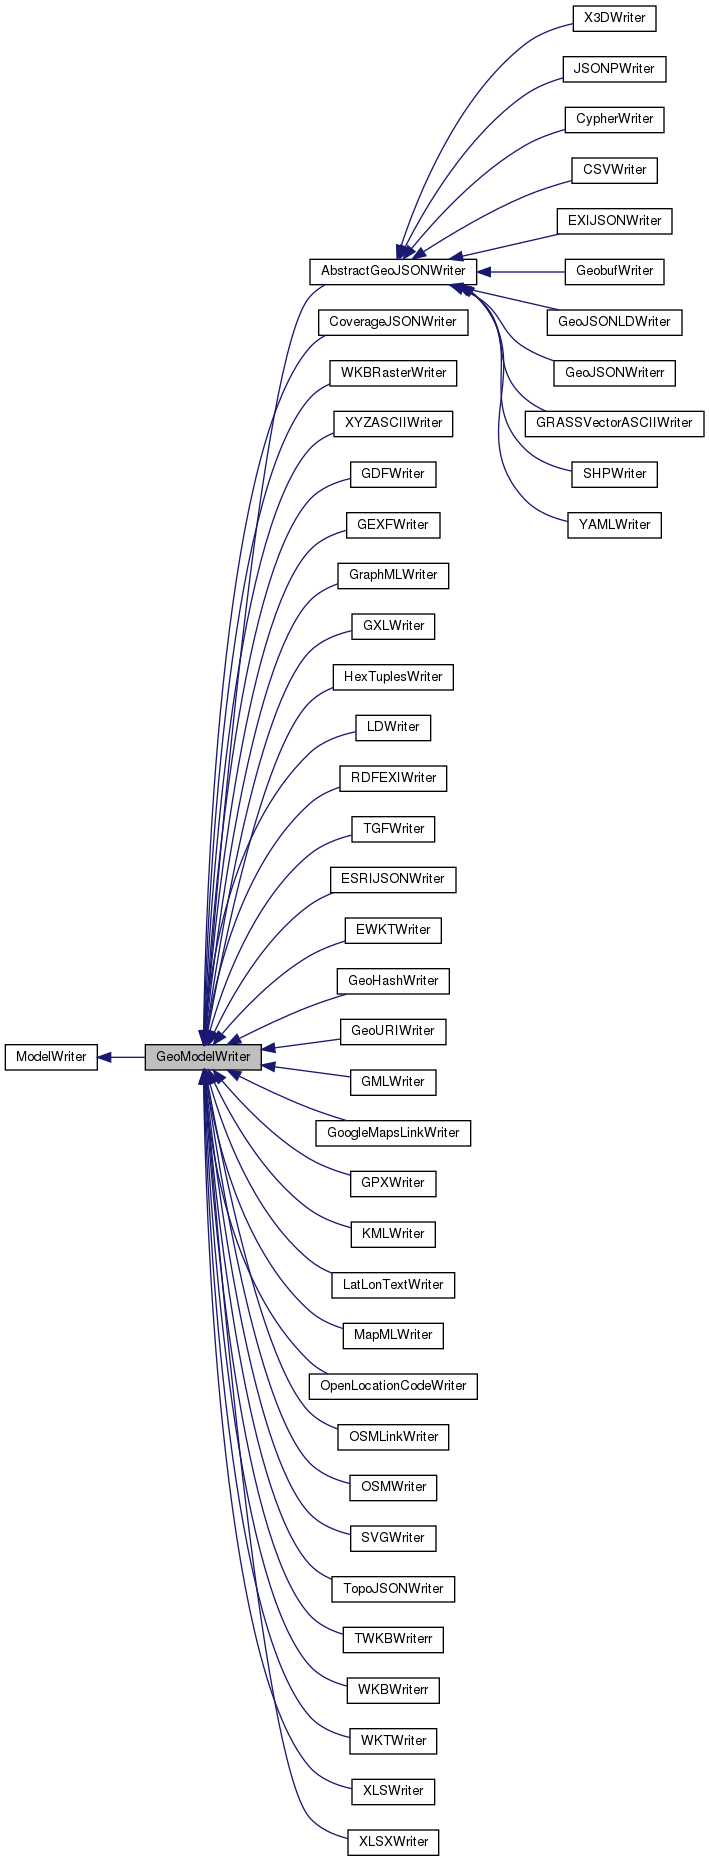 X3DWriter
JSONPWriter
CypherWriter
CSVWriter
EXIJSONWriter
AbstractGeoJSONWriter
GeobufWriter
GeoJSONLDWriter
CoverageJSONWriter
GeoJSONWriterr
WKBRasterWriter
GRASSVectorASCIIWriter
XYZASCIIWriter
SHPWriter
GDFWriter
YAMLWriter
GEXFWriter
GraphMLWriter
GXLWriter
HexTuplesWriter
LDWriter
RDFEXIWriter
TGFWriter
ESRIJSONWriter
EWKTWriter
GeoHashWriter
GeoURIWriter
ModelWriter
GeoModelWriter
GMLWriter
GoogleMapsLinkWriter
GPXWriter
KMLWriter
LatLonTextWriter
MapMLWriter
OpenLocationCodeWriter
OSMLinkWriter
OSMWriter
SVGWriter
TopoJSONWriter
TWKBWriterr
WKBWriterr
WKTWriter
XLSWriter
XLSXWriter